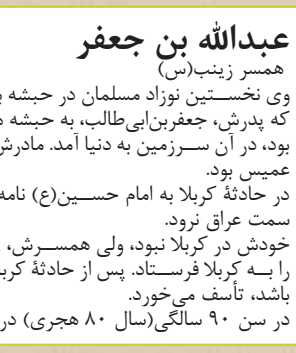 عبدالله بن جعفر
همسر زینب(س)
وی نخستین نوزاد مسلمان در حبشه
که پدرش، جعفربن‌ابی‌طالب، به حبشه
بود، در آن سرزمین به دنیا آمد. مادرش
عمیس بود.
در حادثهٔ کربلا به امام حسین(ع) نامه
سمت عراق نرود.
خودش در کربلا نبود، ولی همسرش،
را به کربلا فرستاد. پس از حادثهٔ
باشد، تأسف می‌خورد.
در سن ۹۰ سالگی(سال ۸۰ هجری) در